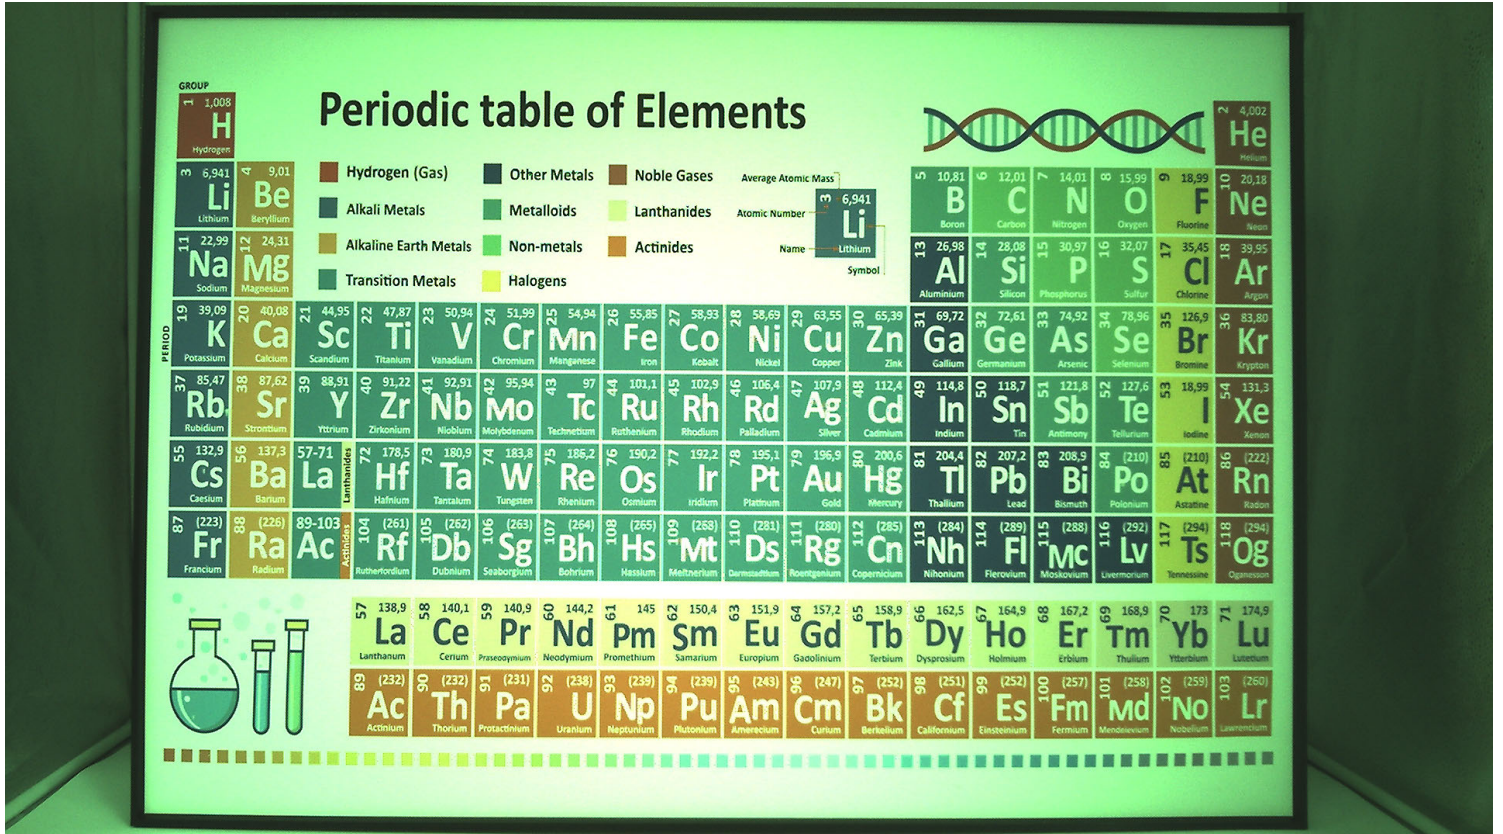 GROUP
Periodic table of Elements
1 1,008 2 4,002
H He
Hydrogen Helium
Hydrogen (Gas) Other Metals Noble Gases
Alkali Metals Metalloids Lanthanides
Alkaline Earth Metals Non-metals Actinides
Transition Metals Halogens
Average Atomic Mass
3 6,941
Atomic Number
Li
Name Lithium
Symbol
3 6,941 4 9,01 5 10,81 6 12,01 7 14,01 8 15,99 9 18,99 10 20,18
Li Be B C N O F Ne
Lithium Beryllium Boron Carbon Nitrogen Oxygen Fluorine Neon
11 22,99 12 24,31 13 26,98 14 28,08 15 30,97 16 32,07 17 35,45 18 39,95
Na Mg Al Si P S Cl Ar
Sodium Magnesium Aluminium Silicon Phosphorus Sulfur Chlorine Argon
PERIOD
19 39,09 20 40,08 21 44,95 22 47,87 23 50,94 24 51,99 25 54,94 26 55,85 27 58,93 28 58,69 29 63,55 30 65,39 31 69,72 32 72,61 33 74,92 34 78,96 35 126,9 36 83,80
K Ca Sc Ti V Cr Mn Fe Co Ni Cu Zn Ga Ge As Se Br Kr
Potassium Calcium Scandium Titanium Vanadium Chromium Manganese Iron Kobalt Nickel Copper Zink Gallium Germanium Arsenic Selenium Bromine Krypton
37 85,47 38 87,62 39 88,91 40 91,22 41 92,91 42 95,94 43 97 44 101,1 45 102,9 46 106,4 47 107,9 48 112,4 49 114,8 50 118,7 51 121,8 52 127,6 53 18,99 54 131,3
Rb Sr Y Zr Nb Mo Tc Ru Rh Rd Ag Cd In Sn Sb Te I Xe
Rubidium Strontium Yttrium Zirkonium Niobium Molybdenum Technetium Ruthenium Rhodium Palladium Silver Cadmium Indium Tin Antimony Tellurium Iodine Xenon
55 132,9 56 137,3 57-71 72 178,5 73 180,9 74 183,8 75 186,2 76 190,2 77 192,2 78 195,1 79 196,9 80 200,6 81 204,4 82 207,2 83 208,9 84 (210) 85 (210) 86 (222)
Cs Ba La Lanthanides Hf Ta W Re Os Ir Pt Au Hg Tl Pb Bi Po At Rn
Caesium Barium Hafnium Tantalum Tungsten Rhenium Osmium Iridium Platinum Gold Mercury Thallium Lead Bismuth Polonium Astatine Radon
87 (223) 88 (226) 89-103 104 (261) 105 (262) 106 (263) 107 (264) 108 (265) 109 (268) 110 (281) 111 (280) 112 (285) 113 (284) 114 (289) 115 (288) 116 (292) 117 (294) 118 (294)
Fr Ra Ac Actinides Rf Db Sg Bh Hs Mt Ds Rg Cn Nh Fl Mc Lv Ts Og
Francium Radium Rutherfordium Dubnium Seaborgium Bohrium Hassium Meltnerium Darmstadtium Roentgenium Copernicium Nihonium Flerovium Moskovium Livermorium Tennessine Oganesson
57 138,9 58 140,1 59 140,9 60 144,2 61 145 62 150,4 63 151,9 64 157,2 65 158,9 66 162,5 67 164,9 68 167,2 69 168,9 70 173 71 174,9
La Ce Pr Nd Pm Sm Eu Gd Tb Dy Ho Er Tm Yb Lu
Lanthanum Cerium Praseodymium Neodymium Promethium Samarium Europium Gadolinium Terbium Dysprosium Holmium Erbium Thulium Ytterbium Lutetium
89 (232) 90 (232) 91 (231) 92 (238) 93 (239) 94 (239) 95 (243) 96 (247) 97 (252) 98 (251) 99 (252) 100 (257) 101 (258) 102 (259) 103 (260)
Ac Th Pa U Np Pu Am Cm Bk Cf Es Fm Md No Lr
Actinium Thorium Protactinium Uranium Neptunium Plutonium Amerecium Curium Berkelium Californium Einsteinium Fermium Mendelevium Nobelium Lawrencium